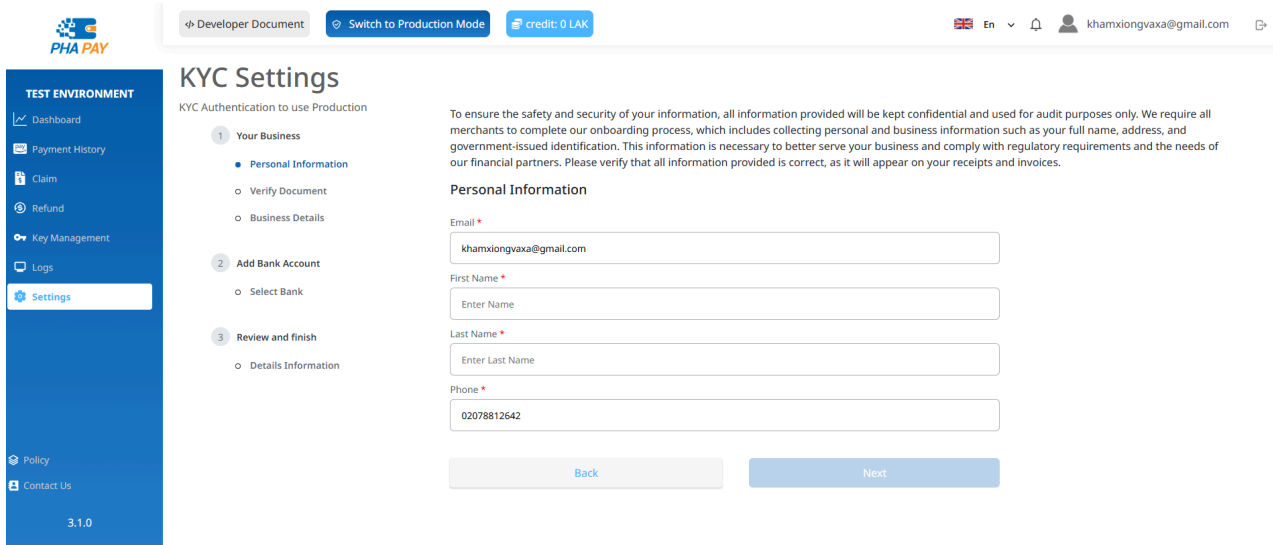 PHA PAY
Developer Document
Switch to Production Mode
credit: 0 LAK
En
khamxiongvaxa@gmail.com
TEST ENVIRONMENT
Dashboard
Payment History
Claim
Refund
Key Management
Logs
Settings
Policy
Contact Us
3.1.0
KYC Settings
KYC Authentication to use Production
1 Your Business
Personal Information
Verify Document
Business Details
2 Add Bank Account
Select Bank
3 Review and finish
Details Information
To ensure the safety and security of your information, all information provided will be kept confidential and used for audit purposes only. We require all
merchants to complete our onboarding process, which includes collecting personal and business information such as your full name, address, and
government-issued identification. This information is necessary to better serve your business and comply with regulatory requirements and the needs of
our financial partners. Please verify that all information provided is correct, as it will appear on your receipts and invoices.
Personal Information
Email *
khamxiongvaxa@gmail.com
First Name *
Enter Name
Last Name *
Enter Last Name
Phone *
02078812642
Back
Next